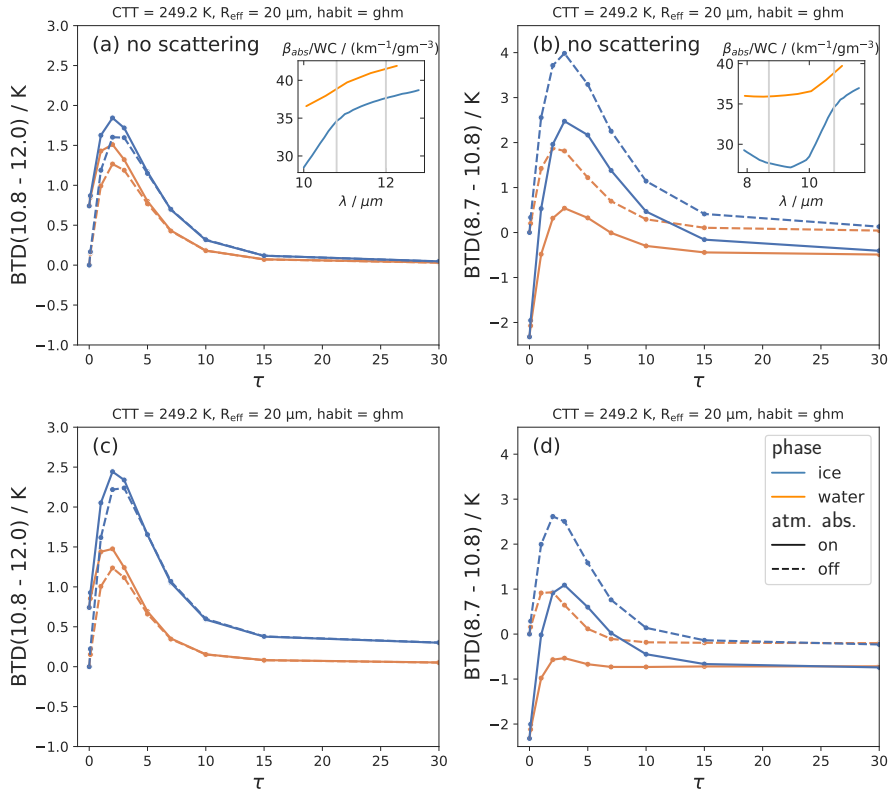 CTT = 249.2 K, R_eff = 20 μm, habit = ghm
(a) no scattering
BTD(10.8 - 12.0) / K
3.0
2.5
2.0
1.5
1.0
0.5
0.0
−0.5
−1.0
0 5 10 15 20 25 30
τ
β_abs/WC / (km⁻¹/gm⁻³)
40
35
30
10 12
λ / μm
CTT = 249.2 K, R_eff = 20 μm, habit = ghm
(b) no scattering
BTD(8.7 - 10.8) / K
4
3
2
1
0
−1
−2
0 5 10 15 20 25 30
τ
β_abs/WC / (km⁻¹/gm⁻³)
40
35
30
8 10
λ / μm
CTT = 249.2 K, R_eff = 20 μm, habit = ghm
(c)
BTD(10.8 - 12.0) / K
3.0
2.5
2.0
1.5
1.0
0.5
0.0
−0.5
−1.0
0 5 10 15 20 25 30
τ
CTT = 249.2 K, R_eff = 20 μm, habit = ghm
(d)
BTD(8.7 - 10.8) / K
4
3
2
1
0
−1
−2
0 5 10 15 20 25 30
τ
phase
ice
water
atm. abs.
on
off